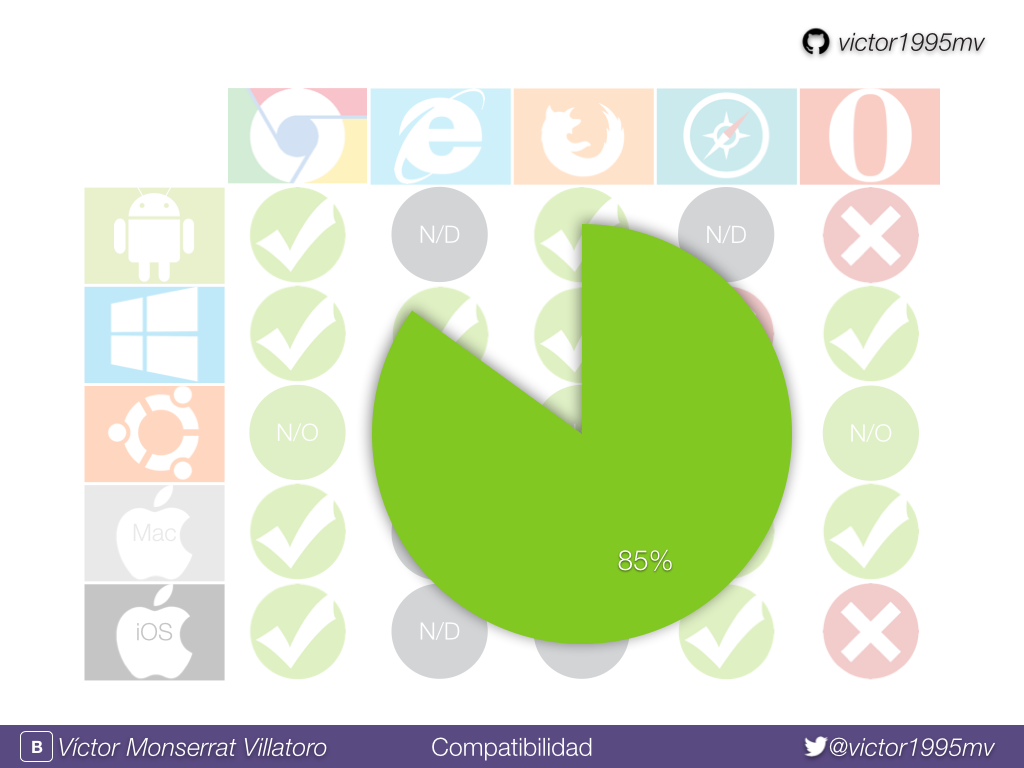 victor1995mv
N/D
N/D
N/O
N/O
Mac
iOS
N/D
85%
B Víctor Monserrat Villatoro
Compatibilidad
@victor1995mv